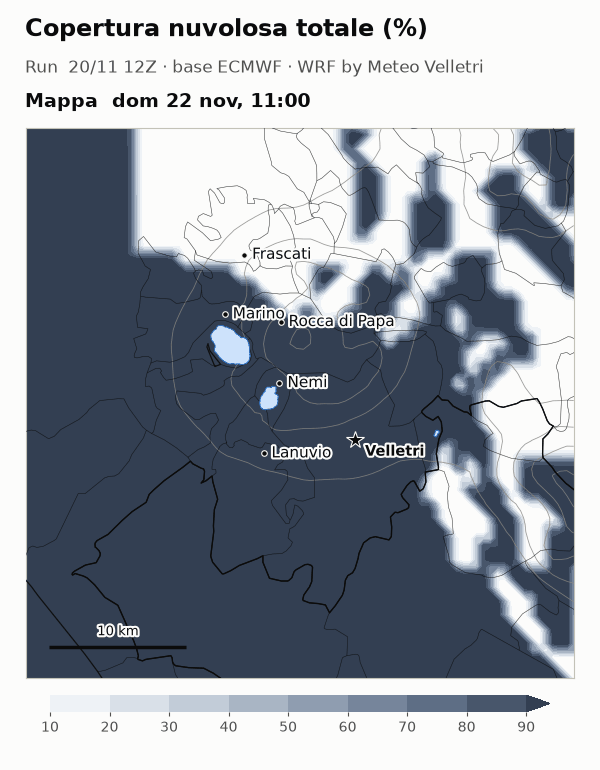 Copertura nuvolosa totale (%)
Run  20/11 12Z · base ECMWF · WRF by Meteo Velletri
Mappa  dom 22 nov, 11:00
Frascati
Marino
Rocca di Papa
Nemi
Velletri
Lanuvio
10 km
10 20 30 40 50 60 70 80 90